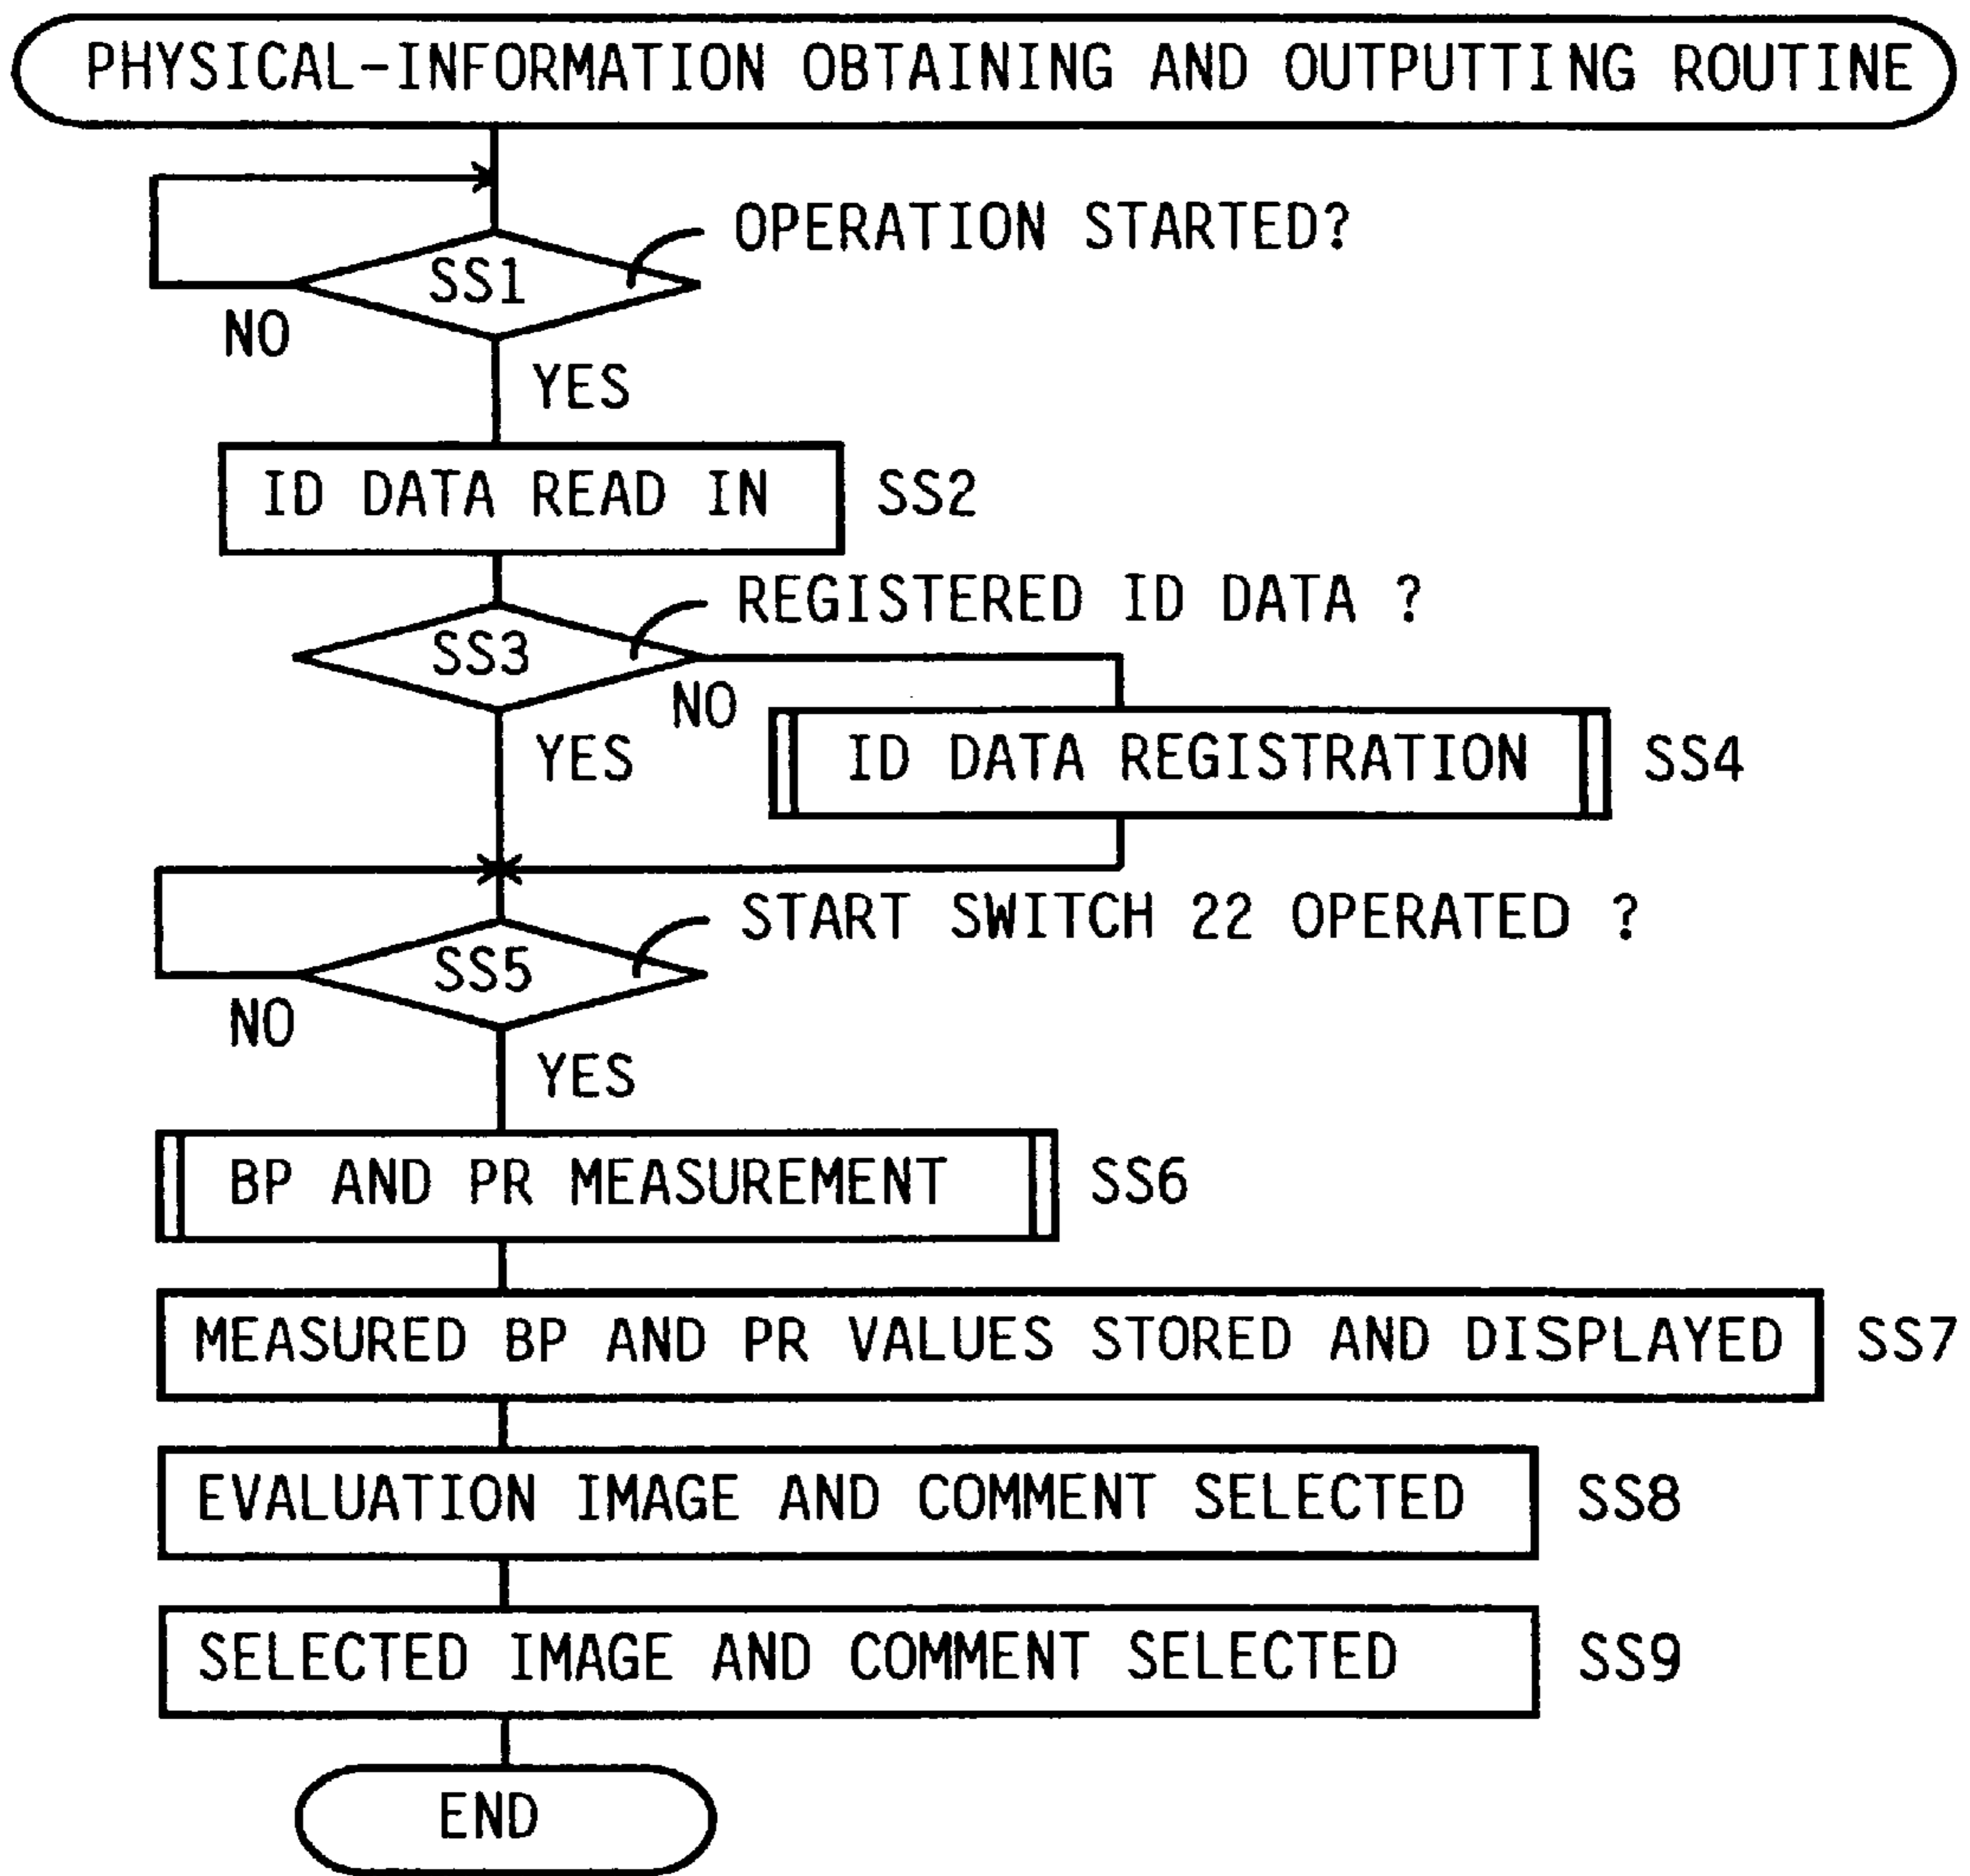 PHYSICAL-INFORMATION OBTAINING AND OUTPUTTING ROUTINE
OPERATION STARTED?
SS1
NO
YES
ID DATA READ IN SS2
REGISTERED ID DATA ?
SS3
NO
YES
ID DATA REGISTRATION SS4
START SWITCH 22 OPERATED ?
SS5
NO
YES
BP AND PR MEASUREMENT SS6
MEASURED BP AND PR VALUES STORED AND DISPLAYED SS7
EVALUATION IMAGE AND COMMENT SELECTED SS8
SELECTED IMAGE AND COMMENT SELECTED SS9
END